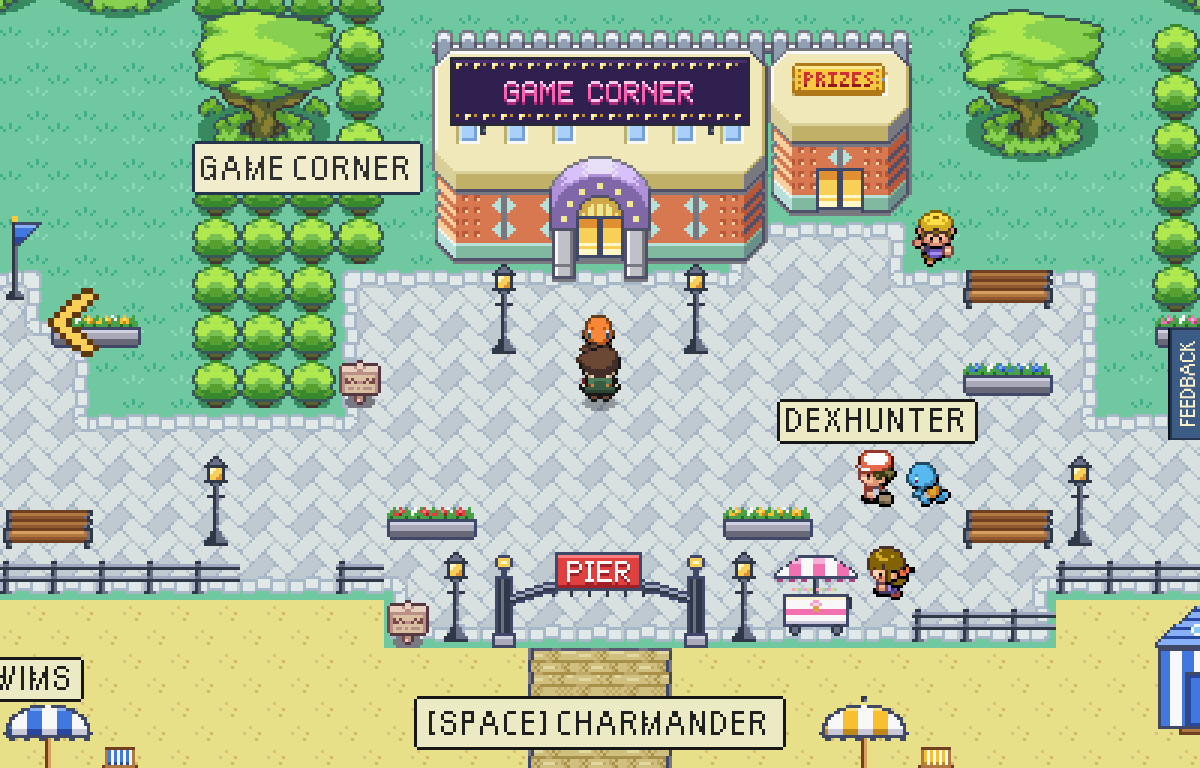 GAME CORNER
PRIZES
GAME CORNER
FEEDBACK
DEXHUNTER
PIER
[SPACE] CHARMANDER